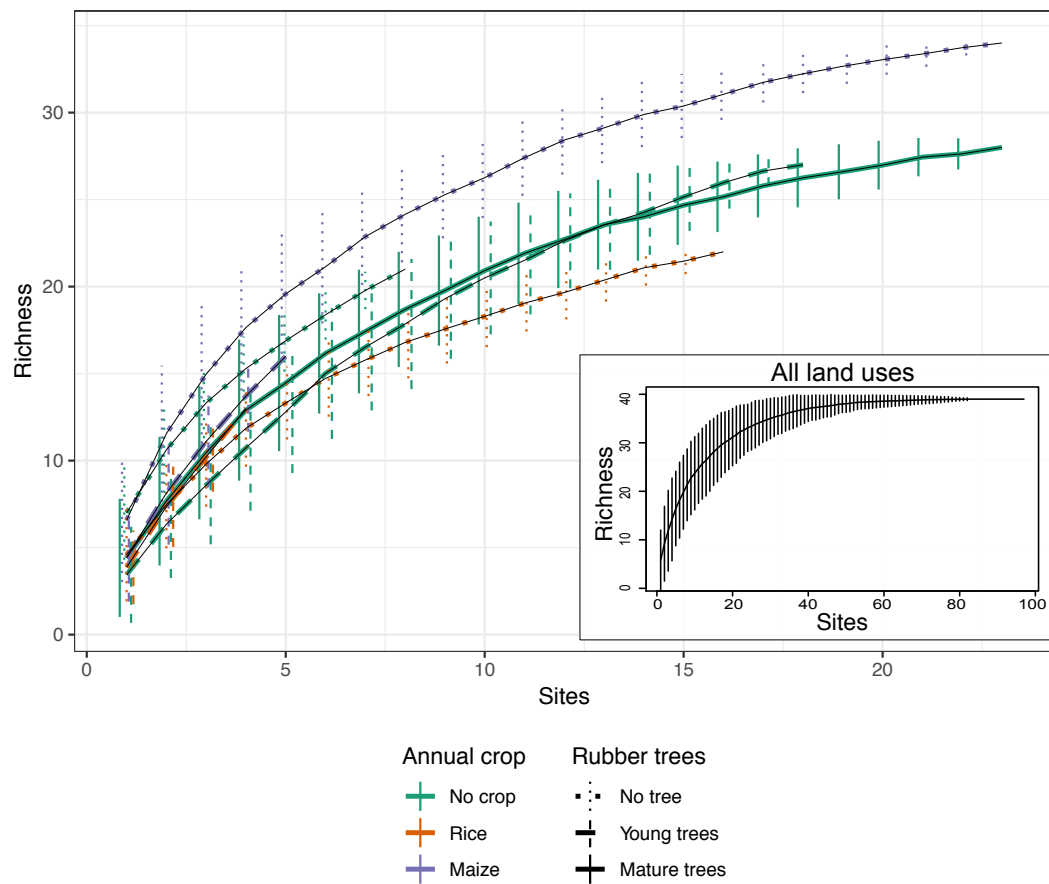 30
20
10
0
Richness
0 5 10 15 20
Sites
All land uses
40
30
20
10
0
Richness
0 20 40 60 80 100
Sites
Annual crop
No crop
Rice
Maize
Rubber trees
No tree
Young trees
Mature trees